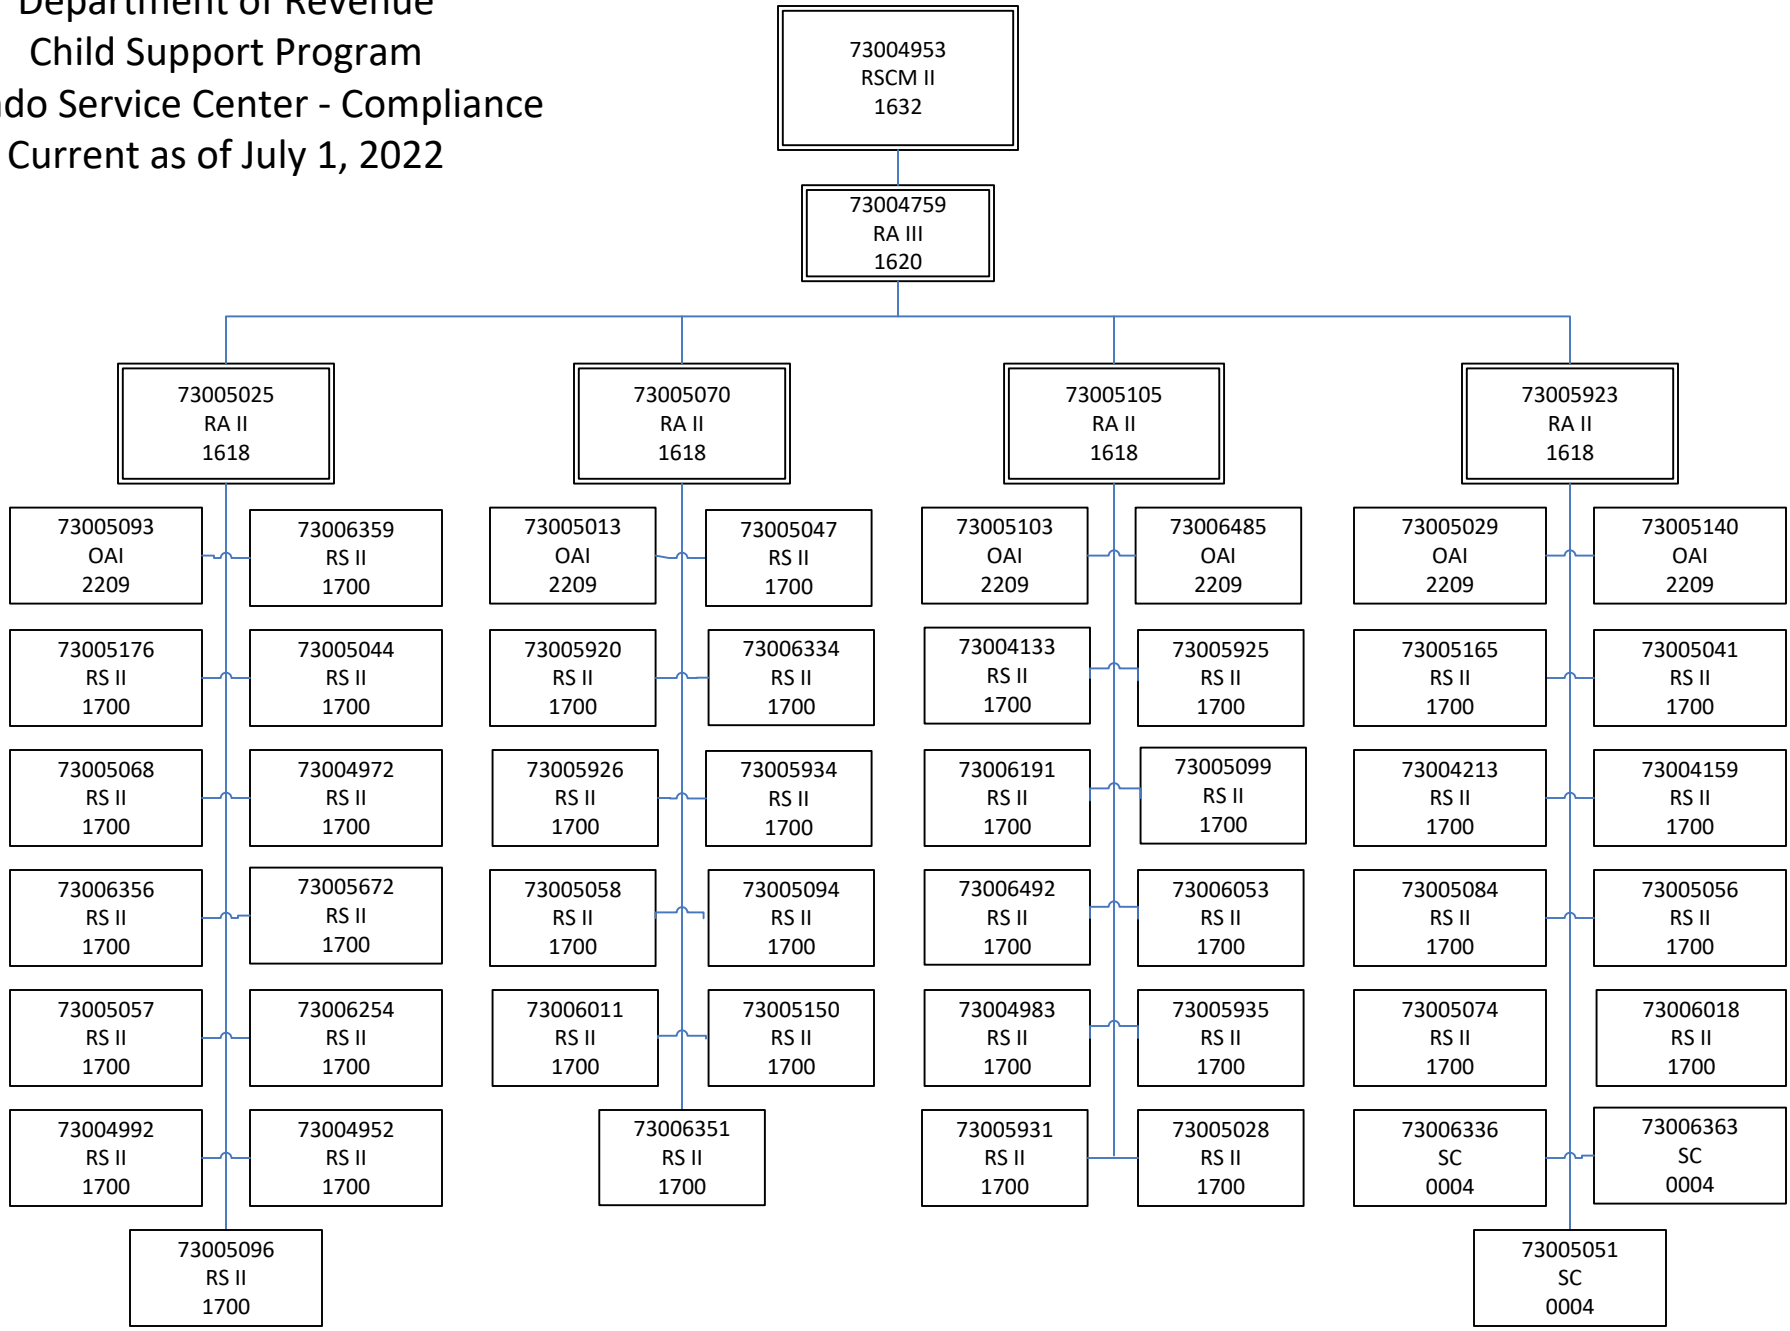 Department of Revenue
Child Support Program
ndo Service Center - Compliance
Current as of July 1, 2022
73004953
RSCM II
1632
73004759
RA III
1620
73005025
RA II
1618
73005070
RA II
1618
73005105
RA II
1618
73005923
RA II
1618
73005093
OAI
2209
73006359
RS II
1700
73005013
OAI
2209
73005047
RS II
1700
73005103
OAI
2209
73006485
OAI
2209
73005029
OAI
2209
73005140
OAI
2209
73005176
RS II
1700
73005044
RS II
1700
73005920
RS II
1700
73006334
RS II
1700
73004133
RS II
1700
73005925
RS II
1700
73005165
RS II
1700
73005041
RS II
1700
73005068
RS II
1700
73004972
RS II
1700
73005926
RS II
1700
73005934
RS II
1700
73006191
RS II
1700
73005099
RS II
1700
73004213
RS II
1700
73004159
RS II
1700
73006356
RS II
1700
73005672
RS II
1700
73005058
RS II
1700
73005094
RS II
1700
73006492
RS II
1700
73006053
RS II
1700
73005084
RS II
1700
73005056
RS II
1700
73005057
RS II
1700
73006254
RS II
1700
73006011
RS II
1700
73005150
RS II
1700
73004983
RS II
1700
73005935
RS II
1700
73005074
RS II
1700
73006018
RS II
1700
73004992
RS II
1700
73004952
RS II
1700
73006351
RS II
1700
73005931
RS II
1700
73005028
RS II
1700
73006336
SC
0004
73006363
SC
0004
73005096
RS II
1700
73005051
SC
0004